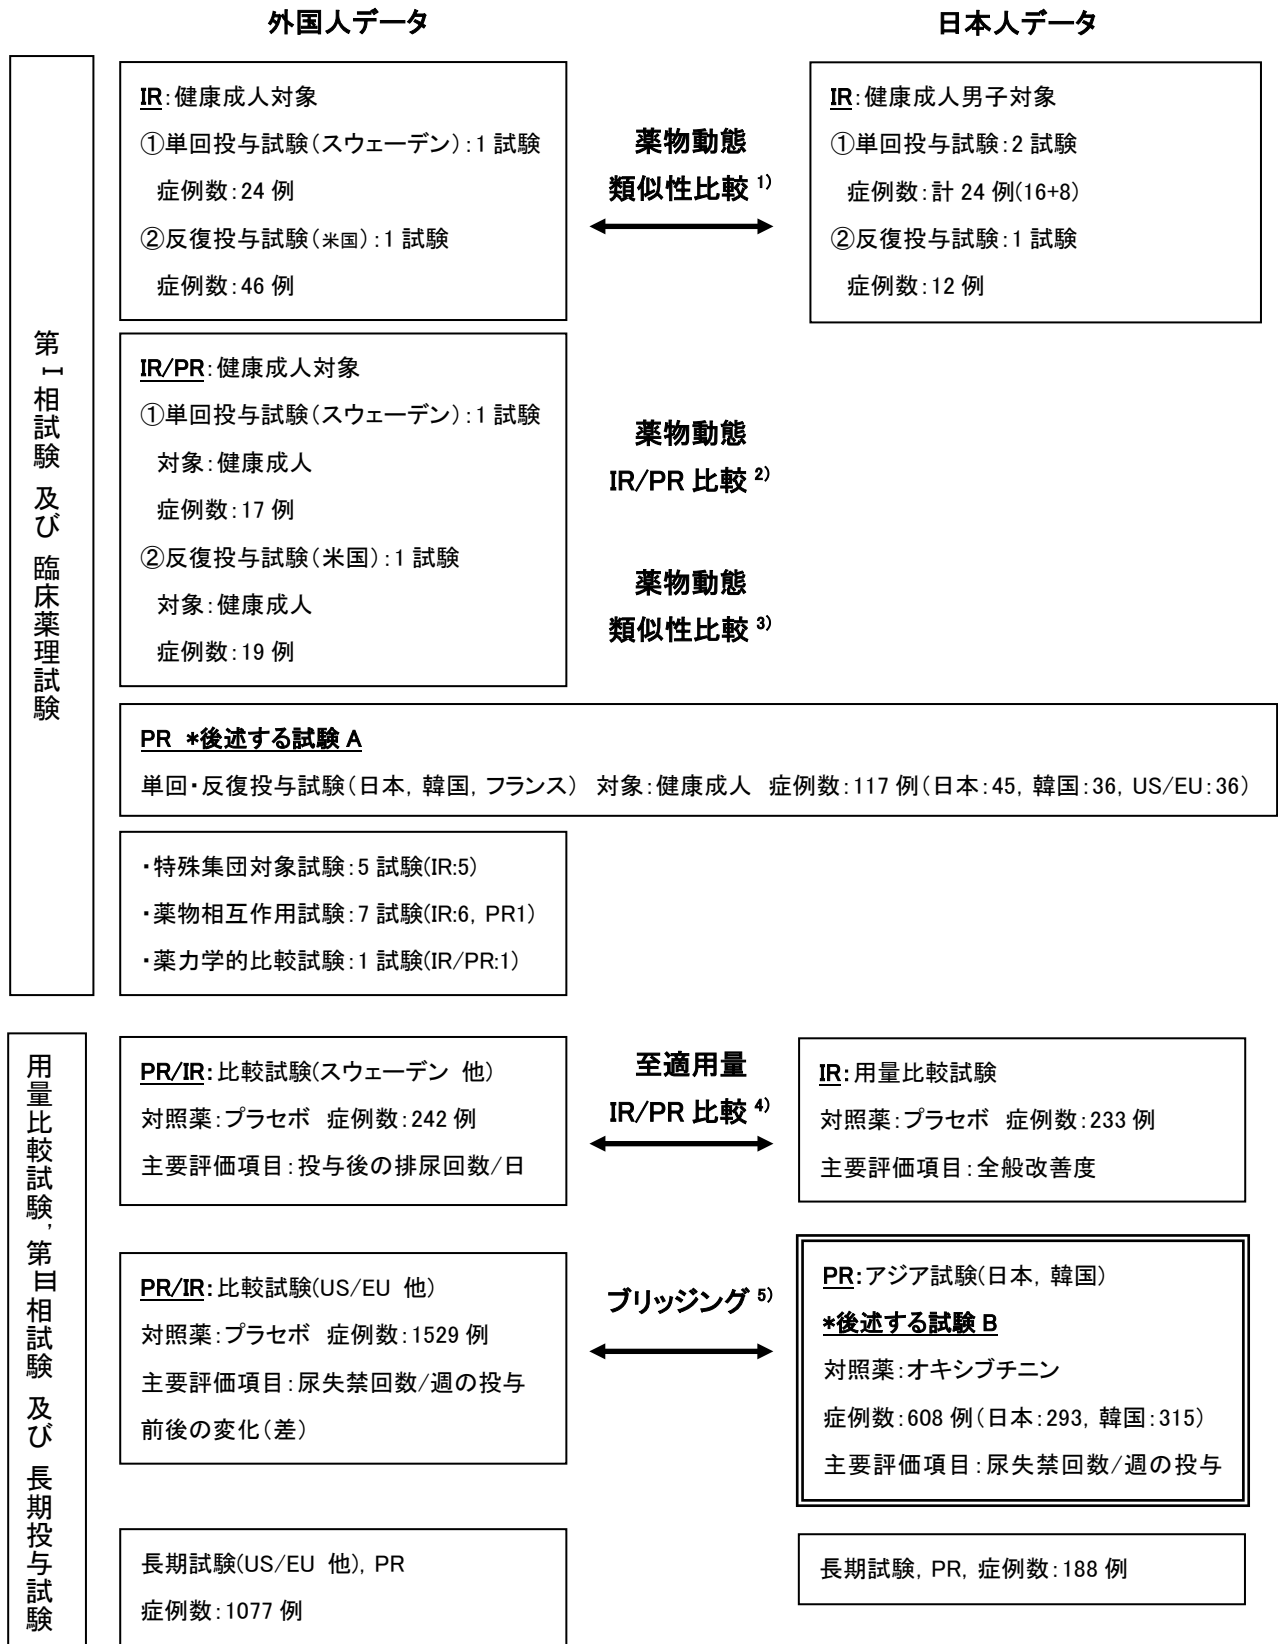 外国人データ
日本人データ
第Ⅰ相試験 及び 臨床薬理試験
IR:健康成人対象
①単回投与試験(スウェーデン):1 試験
症例数:24 例
②反復投与試験(米国):1 試験
症例数:46 例
薬物動態
類似性比較 1)
IR:健康成人男子対象
①単回投与試験:2 試験
症例数:計 24 例(16+8)
②反復投与試験:1 試験
症例数:12 例
IR/PR:健康成人対象
①単回投与試験(スウェーデン):1 試験
対象:健康成人
症例数:17 例
②反復投与試験(米国):1 試験
対象:健康成人
症例数:19 例
薬物動態
IR/PR 比較 2)
薬物動態
類似性比較 3)
PR *後述する試験 A
単回・反復投与試験(日本, 韓国, フランス) 対象:健康成人 症例数:117 例(日本:45, 韓国:36, US/EU:36)
・特殊集団対象試験:5 試験(IR:5)
・薬物相互作用試験:7 試験(IR:6, PR1)
・薬力学的比較試験:1 試験(IR/PR:1)
用量比較試験,第Ⅲ相試験 及び 長期投与試験
PR/IR:比較試験(スウェーデン 他)
対照薬:プラセボ 症例数:242 例
主要評価項目:投与後の排尿回数/日
至適用量
IR/PR 比較 4)
IR:用量比較試験
対照薬:プラセボ 症例数:233 例
主要評価項目:全般改善度
PR/IR:比較試験(US/EU 他)
対照薬:プラセボ 症例数:1529 例
主要評価項目:尿失禁回数/週の投与
前後の変化(差)
ブリッジング 5)
PR:アジア試験(日本, 韓国)
*後述する試験 B
対照薬:オキシブチニン
症例数:608 例(日本:293, 韓国:315)
主要評価項目:尿失禁回数/週の投与
長期試験(US/EU 他), PR
症例数:1077 例
長期試験, PR, 症例数:188 例